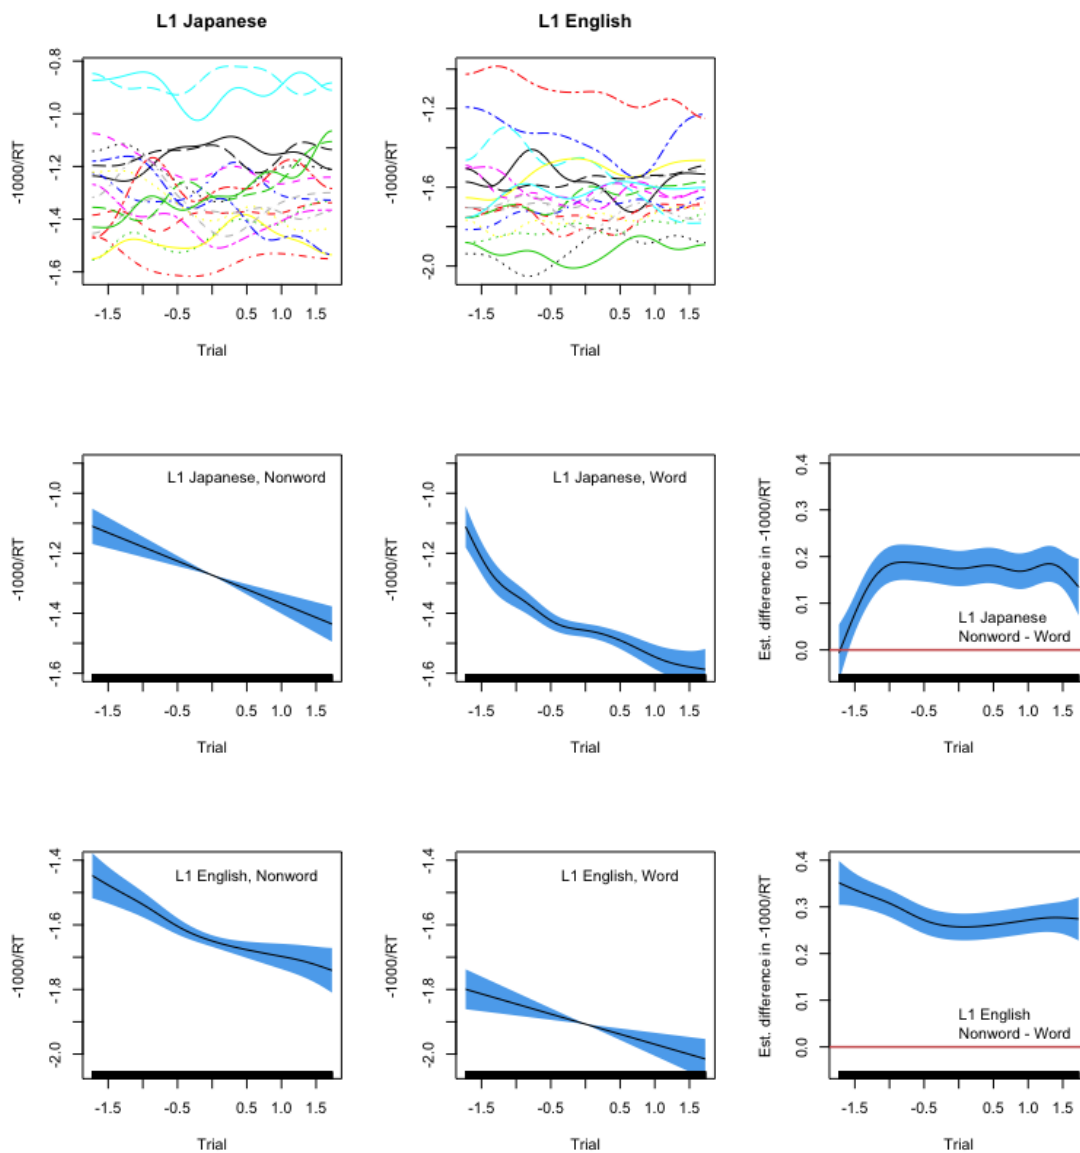 L1 Japanese
L1 English
-1000/RT
-0.8
-1.0
-1.2
-1.4
-1.6
-1.5
-0.5
0.5
1.0
1.5
Trial
-1000/RT
-1.2
-1.6
-2.0
-1.5
-0.5
0.5
1.0
1.5
Trial
L1 Japanese, Nonword
-1000/RT
-1.0
-1.2
-1.4
-1.6
-1.5
-0.5
0.5
1.0
1.5
Trial
L1 Japanese, Word
-1000/RT
-1.0
-1.2
-1.4
-1.6
-1.5
-0.5
0.5
1.0
1.5
Trial
Est. difference in -1000/RT
0.4
0.3
0.2
0.1
0.0
L1 Japanese
Nonword - Word
-1.5
-0.5
0.5
1.0
1.5
Trial
L1 English, Nonword
-1000/RT
-1.4
-1.6
-1.8
-2.0
-1.5
-0.5
0.5
1.0
1.5
Trial
L1 English, Word
-1000/RT
-1.4
-1.6
-1.8
-2.0
-1.5
-0.5
0.5
1.0
1.5
Trial
Est. difference in -1000/RT
0.4
0.3
0.2
0.1
0.0
L1 English
Nonword - Word
-1.5
-0.5
0.5
1.0
1.5
Trial